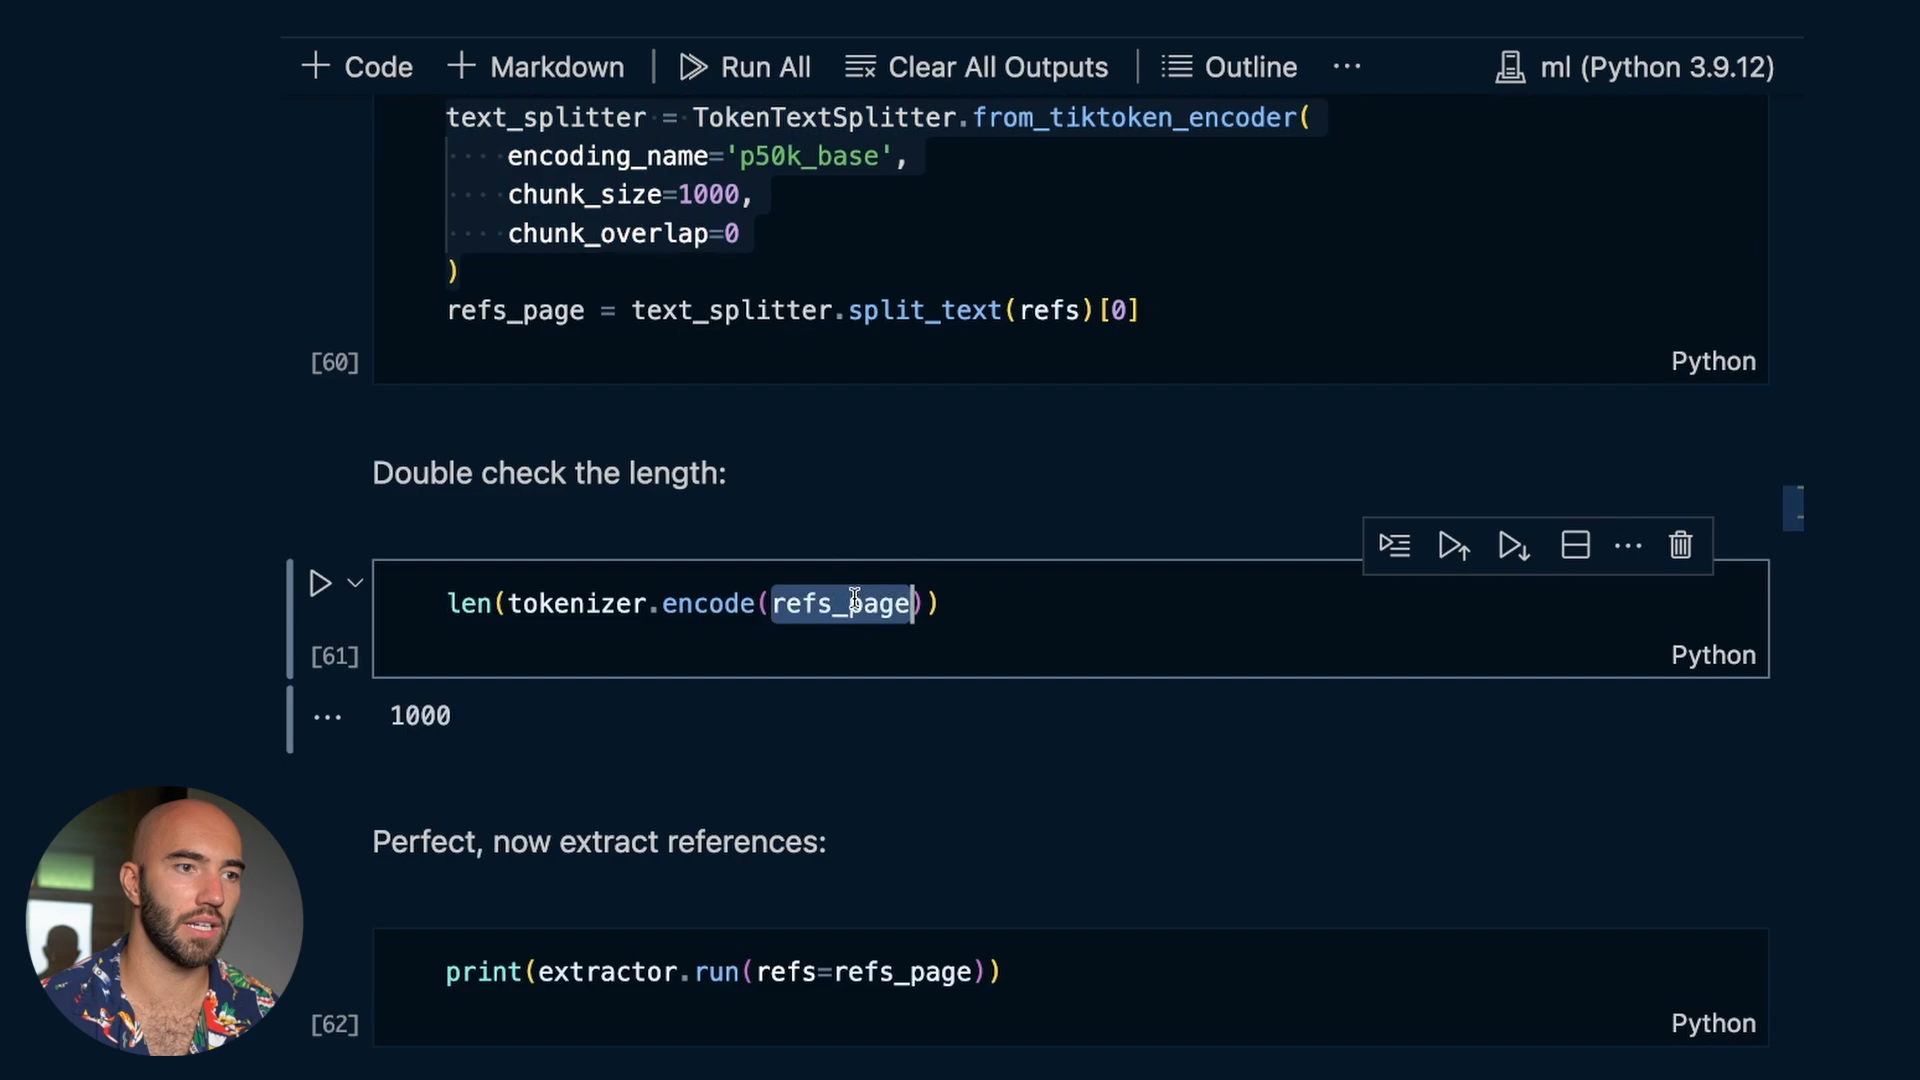 Code Markdown Run All Clear All Outputs Outline ... ml (Python 3.9.12)
text_splitter = TokenTextSplitter.from_tiktoken_encoder(
    encoding_name='p50k_base',
    chunk_size=1000,
    chunk_overlap=0
)
refs_page = text_splitter.split_text(refs)[0]
[60] Python
Double check the length:
len(tokenizer.encode(refs_page))
[61] Python
... 1000
Perfect, now extract references:
print(extractor.run(refs=refs_page))
[62] Python